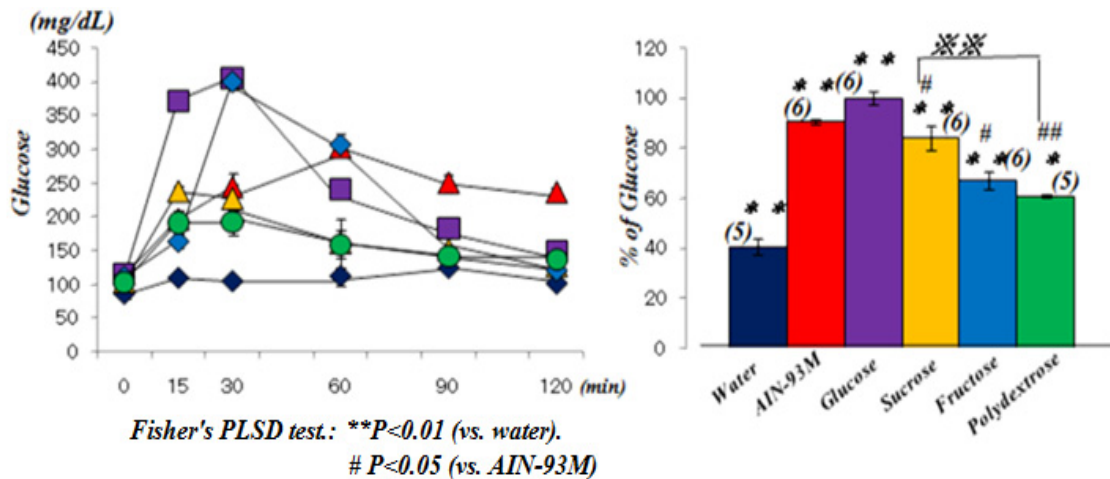 (mg/dL)
Glucose
450
400
350
300
250
200
150
100
50
0
0 15 30 60 90 120 (min)
% of Glucose
120
100
80
60
40
20
0
※※
(5) **
(6) **
(6) **
# ** (6)
# ** (6)
## * (5)
Water
AIN-93M
Glucose
Sucrose
Fructose
Polydextrose
Fisher's PLSD test.: **P<0.01 (vs. water).
# P<0.05 (vs. AIN-93M)